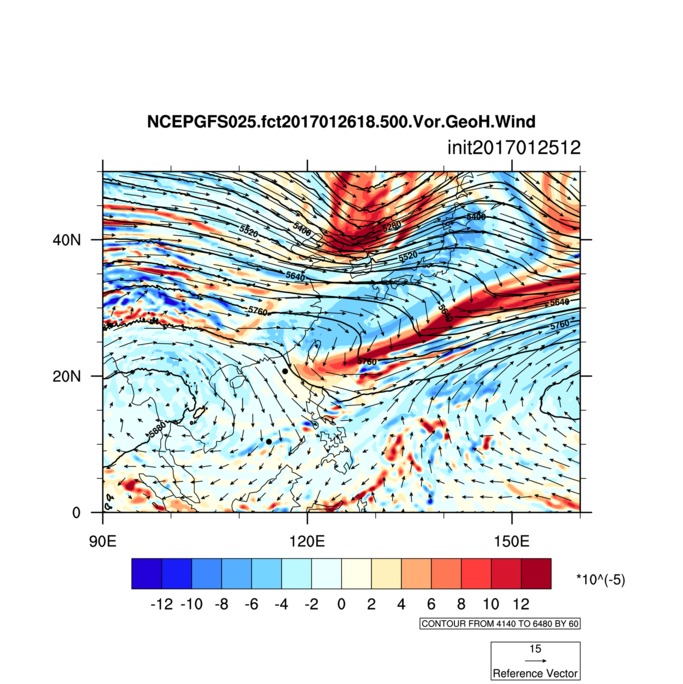 NCEPGFS025.fct2017012618.500.Vor.GeoH.Wind
init2017012512
40N
20N
0
90E 120E 150E
5520
5400
5280
5400
5520
5640
5760
5640
5760
5760
5880
-12 -10 -8 -6 -4 -2 0 2 4 6 8 10 12
*10^(-5)
CONTOUR FROM 4140 TO 6480 BY 60
15
Reference Vector